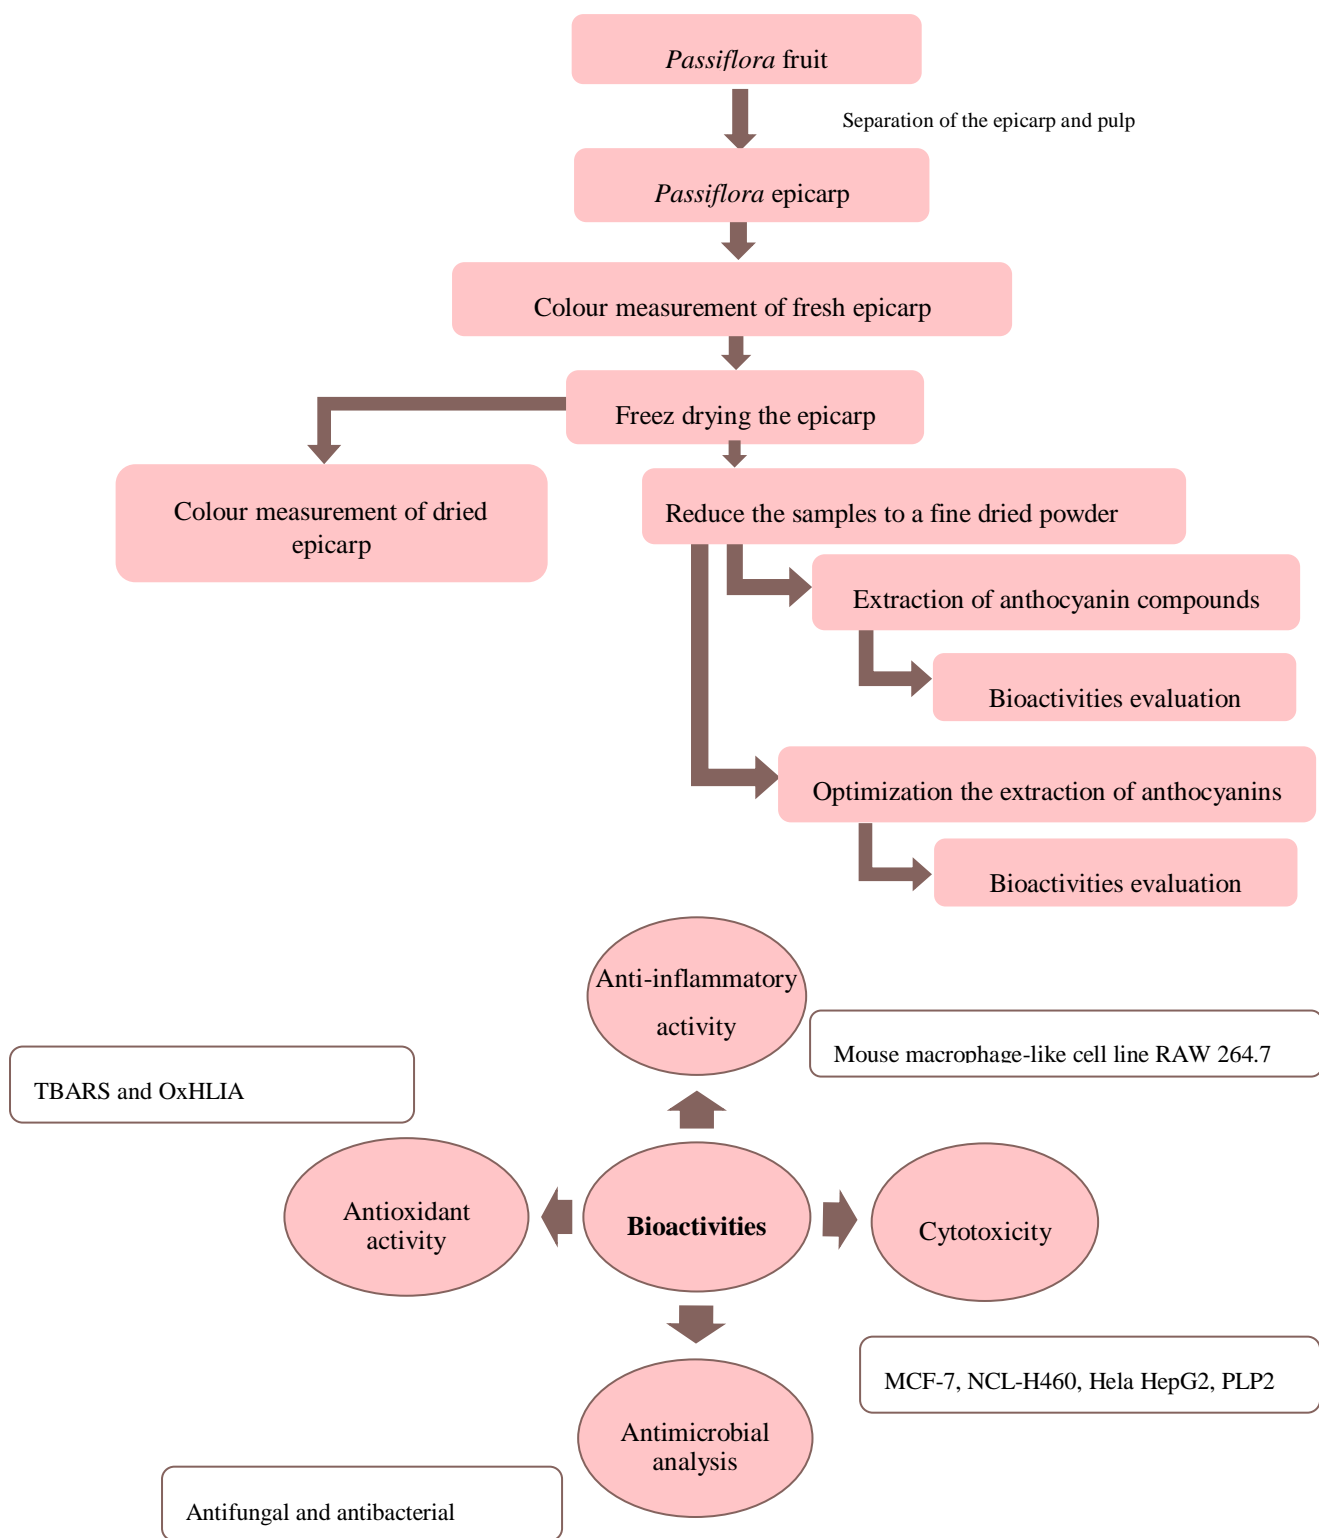 Passiflora fruit
Separation of the epicarp and pulp
Passiflora epicarp
Colour measurement of fresh epicarp
Freez drying the epicarp
Colour measurement of dried
epicarp
Reduce the samples to a fine dried powder
Extraction of anthocyanin compounds
Bioactivities evaluation
Optimization the extraction of anthocyanins
Bioactivities evaluation
Anti-inflammatory
activity
Mouse macrophage-like cell line RAW 264.7
TBARS and OxHLIA
Antioxidant
activity
Bioactivities
Cytotoxicity
MCF-7, NCL-H460, Hela HepG2, PLP2
Antimicrobial
analysis
Antifungal and antibacterial